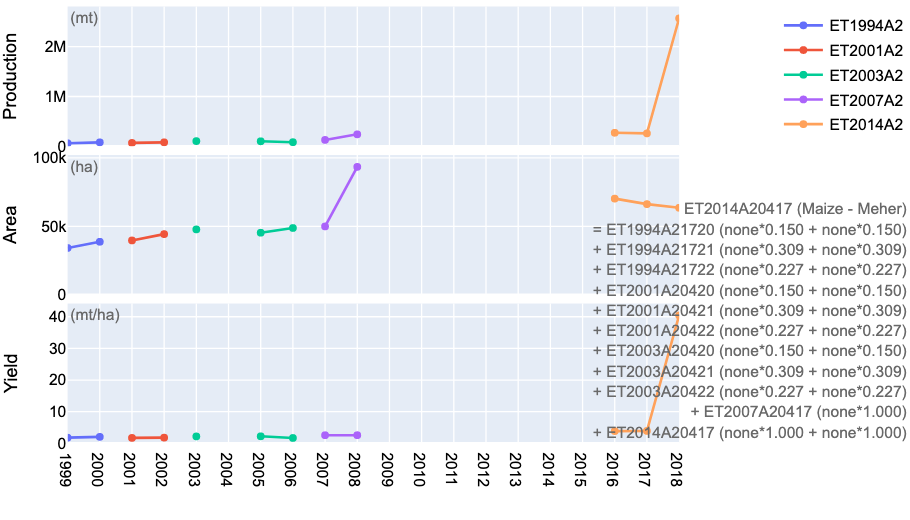 (mt)
Production
2M
1M
0
ET1994A2
ET2001A2
ET2003A2
ET2007A2
ET2014A2
(ha)
Area
100k
50k
0
ET2014A20417 (Maize - Meher)
= ET1994A21720 (none*0.150 + none*0.150)
+ ET1994A21721 (none*0.309 + none*0.309)
+ ET1994A21722 (none*0.227 + none*0.227)
+ ET2001A20420 (none*0.150 + none*0.150)
+ ET2001A20421 (none*0.309 + none*0.309)
+ ET2001A20422 (none*0.227 + none*0.227)
+ ET2003A20420 (none*0.150 + none*0.150)
+ ET2003A20421 (none*0.309 + none*0.309)
+ ET2003A20422 (none*0.227 + none*0.227)
+ ET2007A20417 (none*1.000)
+ ET2014A20417 (none*1.000 + none*1.000)
(mt/ha)
Yield
40
30
20
10
0
1999
2000
2001
2002
2003
2004
2005
2006
2007
2008
2009
2010
2011
2012
2013
2014
2015
2016
2017
2018